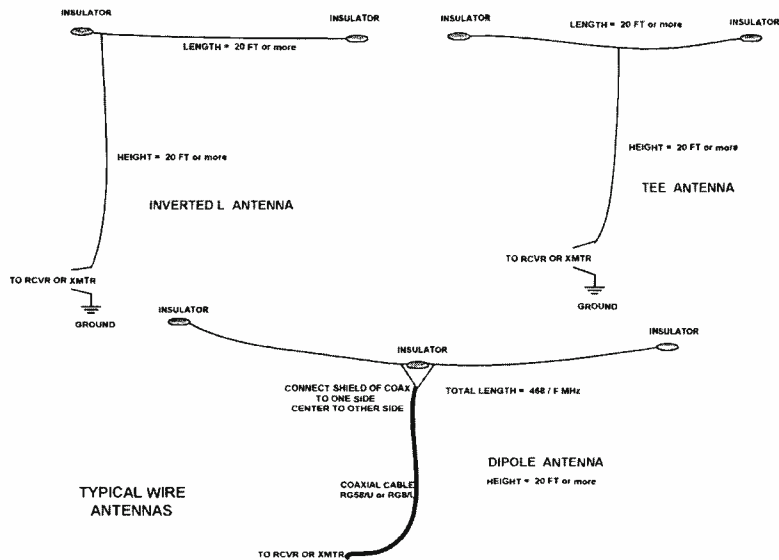 INSULATOR
INSULATOR
LENGTH = 20 FT or more
HEIGHT = 20 FT or more
INVERTED L ANTENNA
TO RCVR OR XMTR
GROUND
INSULATOR
INSULATOR
LENGTH = 20 FT or more
HEIGHT = 20 FT or more
TEE ANTENNA
TO RCVR OR XMTR
GROUND
INSULATOR
INSULATOR
INSULATOR
CONNECT SHIELD OF COAX
TO ONE SIDE
CENTER TO OTHER SIDE
TOTAL LENGTH = 468 / F MHz
DIPOLE ANTENNA
HEIGHT = 20 FT or more
COAXIAL CABLE
RG58/U or RG8/U
TO RCVR OR XMTR
TYPICAL WIRE
ANTENNAS